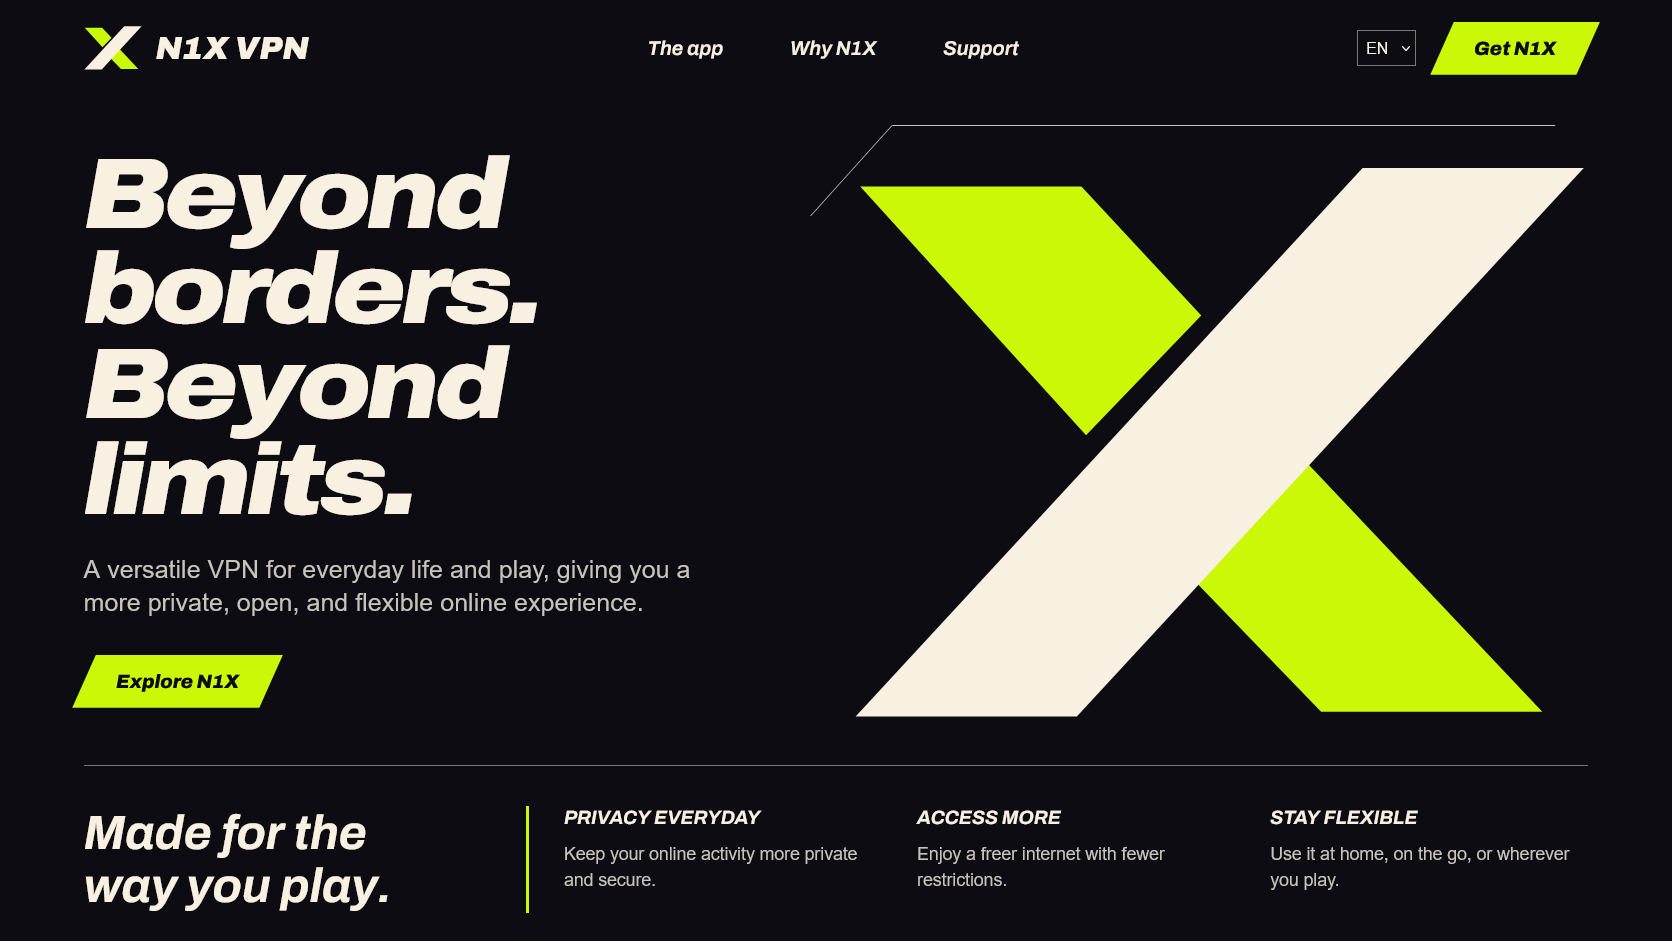 N1X VPN
The app
Why N1X
Support
EN
Get N1X
Beyond
borders.
Beyond
limits.
A versatile VPN for everyday life and play, giving you a
more private, open, and flexible online experience.
Explore N1X
Made for the
way you play.
PRIVACY EVERYDAY
Keep your online activity more private
and secure.
ACCESS MORE
Enjoy a freer internet with fewer
restrictions.
STAY FLEXIBLE
Use it at home, on the go, or wherever
you play.